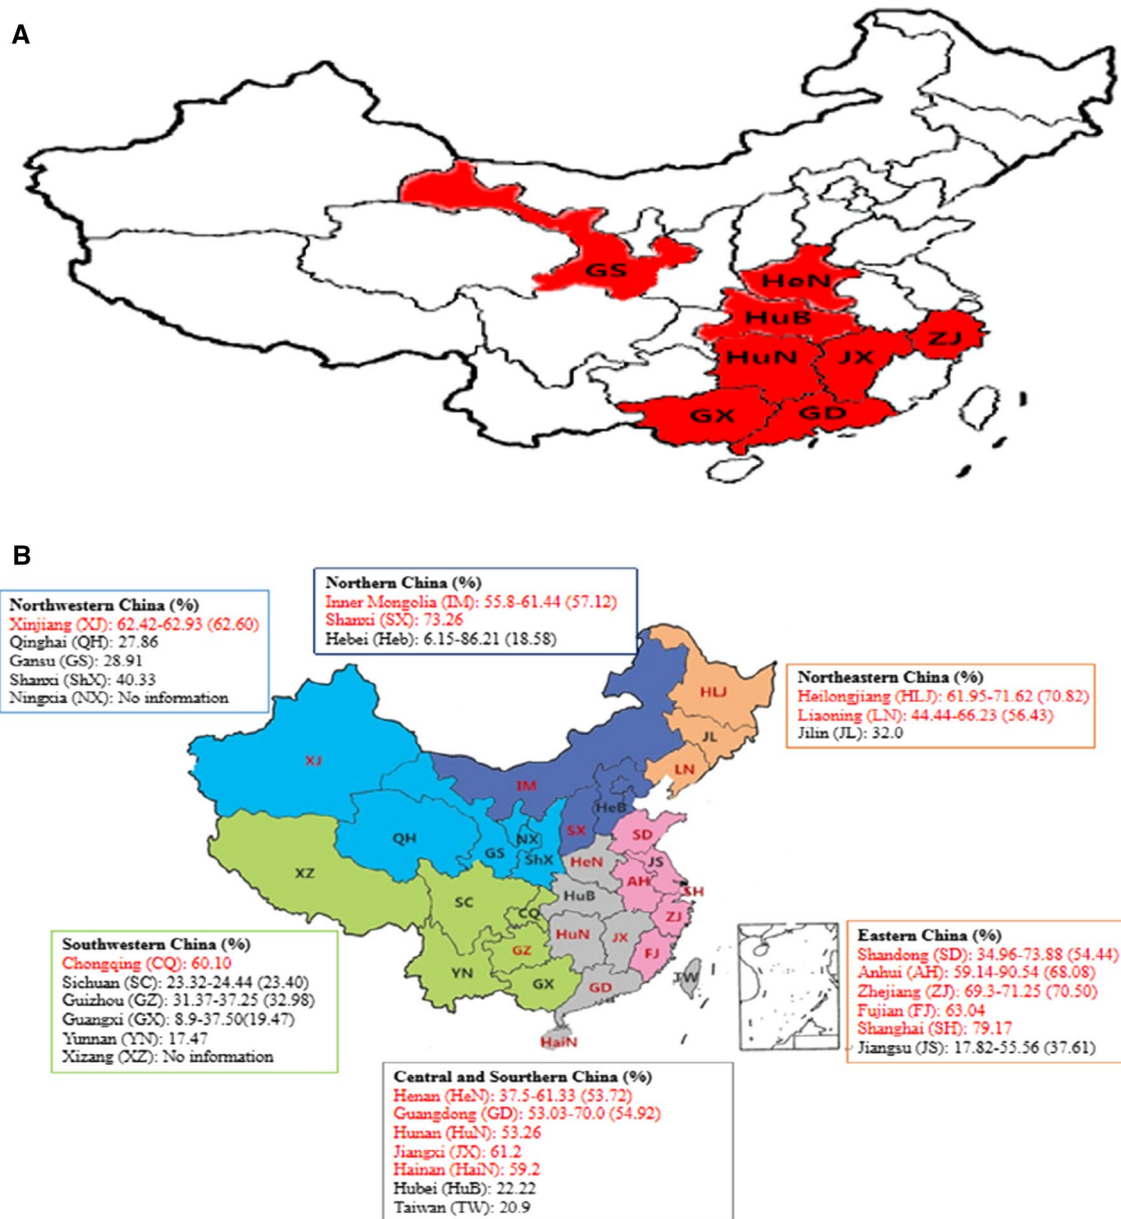 A
GS
HeN
HuB
ZJ
HuN
JX
GX
GD
B
Northern China (%)
Inner Mongolia (IM): 55.8-61.44 (57.12)
Shanxi (SX): 73.26
Hebei (Heb): 6.15-86.21 (18.58)
Northwestern China (%)
Xinjiang (XJ): 62.42-62.93 (62.60)
Qinghai (QH): 27.86
Gansu (GS): 28.91
Shanxi (ShX): 40.33
Ningxia (NX): No information
Northeastern China (%)
Heilongjiang (HLJ): 61.95-71.62 (70.82)
Liaoning (LN): 44.44-66.23 (56.43)
Jilin (JL): 32.0
HLJ
JL
LN
XJ
IM
HeB
SX
SD
QH
NX
GS
ShX
HeN
JS
XZ
AH
SH
SC
HuB
CQ
ZJ
HuN
JX
GZ
FJ
YN
GX
GD
TW
HaiN
Southwestern China (%)
Chongqing (CQ): 60.10
Sichuan (SC): 23.32-24.44 (23.40)
Guizhou (GZ): 31.37-37.25 (32.98)
Guangxi (GX): 8.9-37.50(19.47)
Yunnan (YN): 17.47
Xizang (XZ): No information
Eastern China (%)
Shandong (SD): 34.96-73.88 (54.44)
Anhui (AH): 59.14-90.54 (68.08)
Zhejiang (ZJ): 69.3-71.25 (70.50)
Fujian (FJ): 63.04
Shanghai (SH): 79.17
Jiangsu (JS): 17.82-55.56 (37.61)
Central and Sourthern China (%)
Henan (HeN): 37.5-61.33 (53.72)
Guangdong (GD): 53.03-70.0 (54.92)
Hunan (HuN): 53.26
Jiangxi (JX): 61.2
Hainan (HaiN): 59.2
Hubei (HuB): 22.22
Taiwan (TW): 20.9